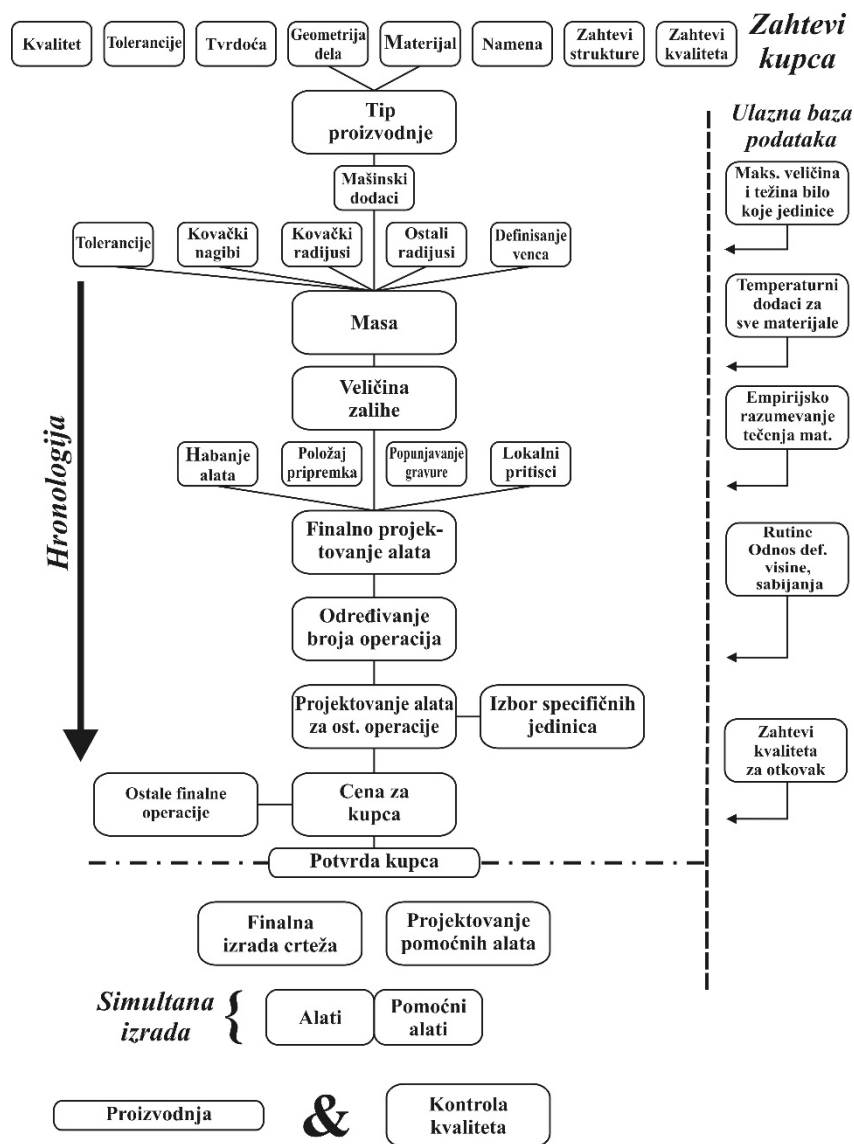 Kvalitet
Tolerancije
Tvrdoća
Geometrija
dela
Materijal
Namena
Zahtevi
strukture
Zahtevi
kvaliteta
Zahtevi
kupca
Tip
proizvodnje
Ulazna baza
podataka
Mašinski
dodaci
Maks. veličina
i težina bilo
koje jedinice
Tolerancije
Kovački
nagibi
Kovački
radijusi
Ostali
radijusi
Definisanje
venca
Masa
Temperaturni
dodaci za
sve materijale
Veličina
zalihe
Hronologija
Empirijsko
razumevanje
tečenja mat.
Habanje
alata
Položaj
pripremka
Popunjavanje
gravure
Lokalni
pritisci
Finalno projek-
tovanje alata
Rutine
Odnos def.
visine,
sabijanja
Određivanje
broja operacija
Projektovanje alata
za ost. operacije
Izbor specifičnih
jedinica
Zahtevi
kvaliteta
za otkovak
Ostale finalne
operacije
Cena za
kupca
Potvrda kupca
Finalna
izrada crteža
Projektovanje
pomoćnih alata
Simultana
izrada
{
Alati
Pomoćni
alati
Proizvodnja
&
Kontrola
kvaliteta